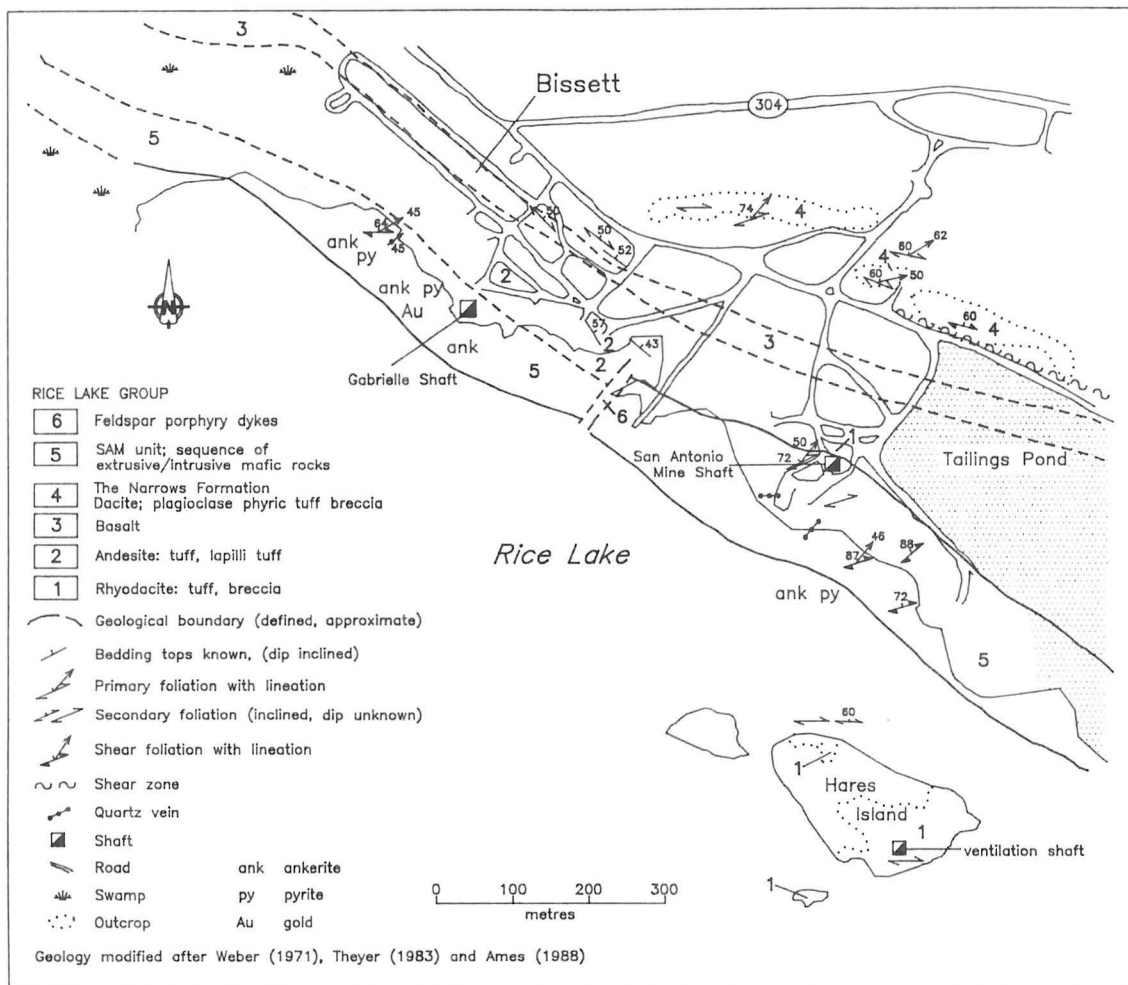 3
Bissett
304
5
50
74
4
45
64
45
ank
py
50
52
62
60
4
60
50
2
ank py
Au
N
60
4
57
2
43
3
ank
2
Gabrielle Shaft
5
6
RICE LAKE GROUP
6 Feldspar porphyry dykes
5 SAM unit; sequence of
extrusive/intrusive mafic rocks
4 The Narrows Formation
Dacite; plagioclase phyric tuff breccia
3 Basalt
2 Andesite: tuff, lapilli tuff
1 Rhyodacite: tuff, breccia
Geological boundary (defined, approximate)
Bedding tops known, (dip inclined)
Primary foliation with lineation
Secondary foliation (inclined, dip unknown)
Shear foliation with lineation
Shear zone
Quartz vein
Shaft
Road
Swamp
Outcrop
ank ankerite
py pyrite
Au gold
1
50
San Antonio
Mine Shaft
72
Tailings Pond
Rice Lake
46
88
87
ank py
72
5
60
1
Hares
Island
1
ventilation shaft
1
0 100 200 300
metres
Geology modified after Weber (1971), Theyer (1983) and Ames (1988)